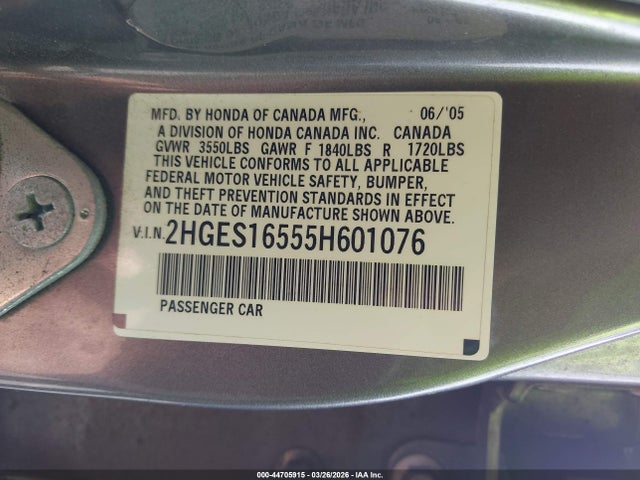 MFD. BY HONDA OF CANADA MFG., 06/'05
A DIVISION OF HONDA CANADA INC. CANADA
GVWR 3550LBS GAWR F 1840LBS R 1720LBS
THIS VEHICLE CONFORMS TO ALL APPLICABLE
FEDERAL MOTOR VEHICLE SAFETY, BUMPER,
AND THEFT PREVENTION STANDARDS IN EFFECT
ON THE DATE OF MANUFACTURE SHOWN ABOVE.
V.I.N. 2HGES16555H601076
PASSENGER CAR
000-44705915 - 03/26/2026 - IAA Inc.